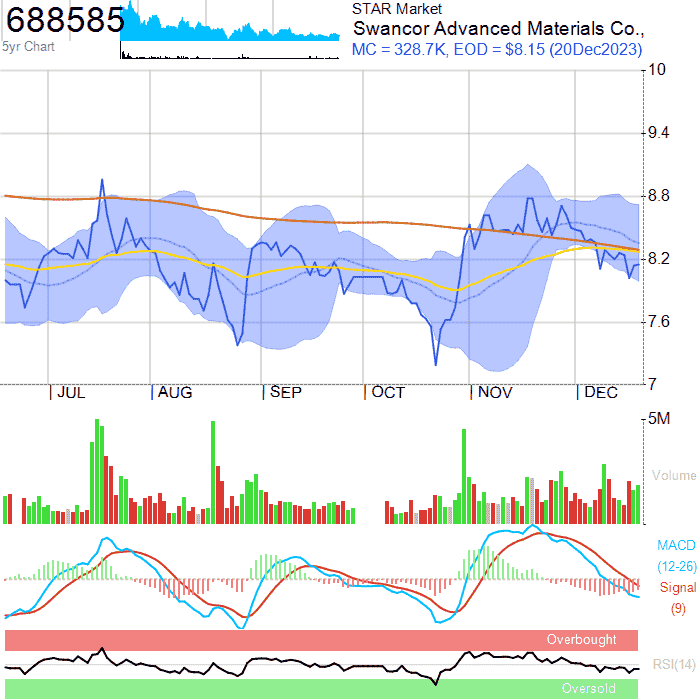 688585
5yr Chart
STAR Market
Swancor Advanced Materials Co.,
MC = 328.7K, EOD = $8.15 (20Dec2023)
10
9.4
8.8
8.2
7.6
7
JUL AUG SEP OCT NOV DEC
5M
Volume
MACD
(12-26)
Signal
(9)
Overbought
RSI(14)
Oversold